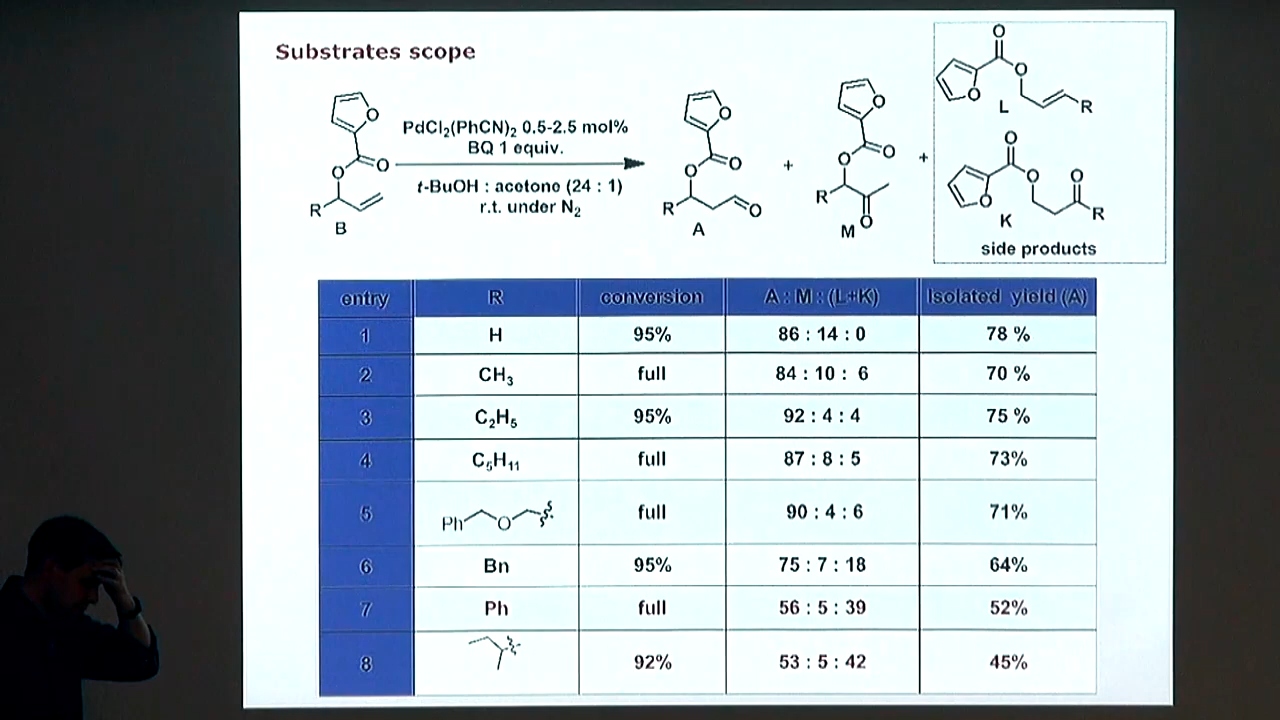 Substrates scope
O
O
O
R
B
PdCl2(PhCN)2 0.5-2.5 mol%
BQ 1 equiv.
t-BuOH : acetone (24 : 1)
r.t. under N2
O
O
O
R
O
A
+
O
O
O
R
O
M
+
O
O
O
R
L
O
O
O
O
R
K
side products
entry R conversion A : M : (L+K) Isolated yield (A)
1 H 95% 86 : 14 : 0 78 %
2 CH3 full 84 : 10 : 6 70 %
3 C2H5 95% 92 : 4 : 4 75 %
4 C5H11 full 87 : 8 : 5 73%
5 Ph O full 90 : 4 : 6 71%
6 Bn 95% 75 : 7 : 18 64%
7 Ph full 56 : 5 : 39 52%
8 92% 53 : 5 : 42 45%